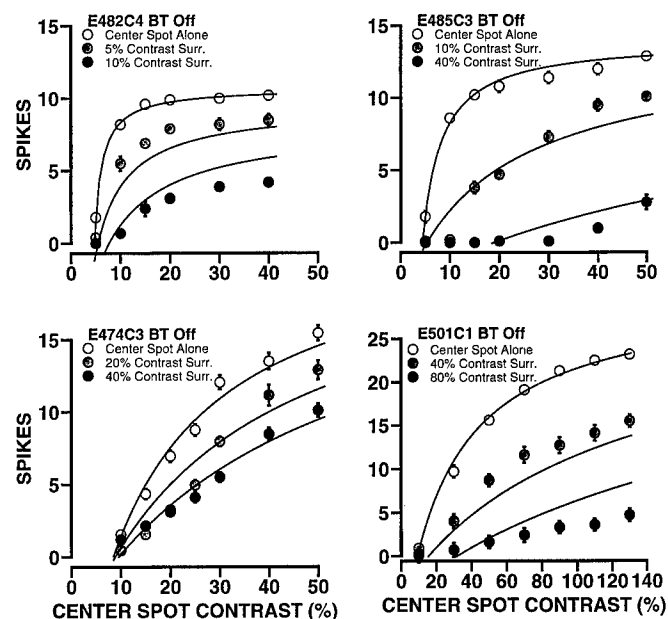 E482C4 BT Off
Center Spot Alone
5% Contrast Surr.
10% Contrast Surr.
SPIKES
15
10
5
0
0 10 20 30 40 50
E485C3 BT Off
Center Spot Alone
10% Contrast Surr.
40% Contrast Surr.
15
10
5
0
0 10 20 30 40 50
E474C3 BT Off
Center Spot Alone
20% Contrast Surr.
40% Contrast Surr.
SPIKES
15
10
5
0
0 10 20 30 40 50
CENTER SPOT CONTRAST (%)
E501C1 BT Off
Center Spot Alone
40% Contrast Surr.
80% Contrast Surr.
25
20
15
10
5
0
0 20 40 60 80 100 120 140
CENTER SPOT CONTRAST (%)